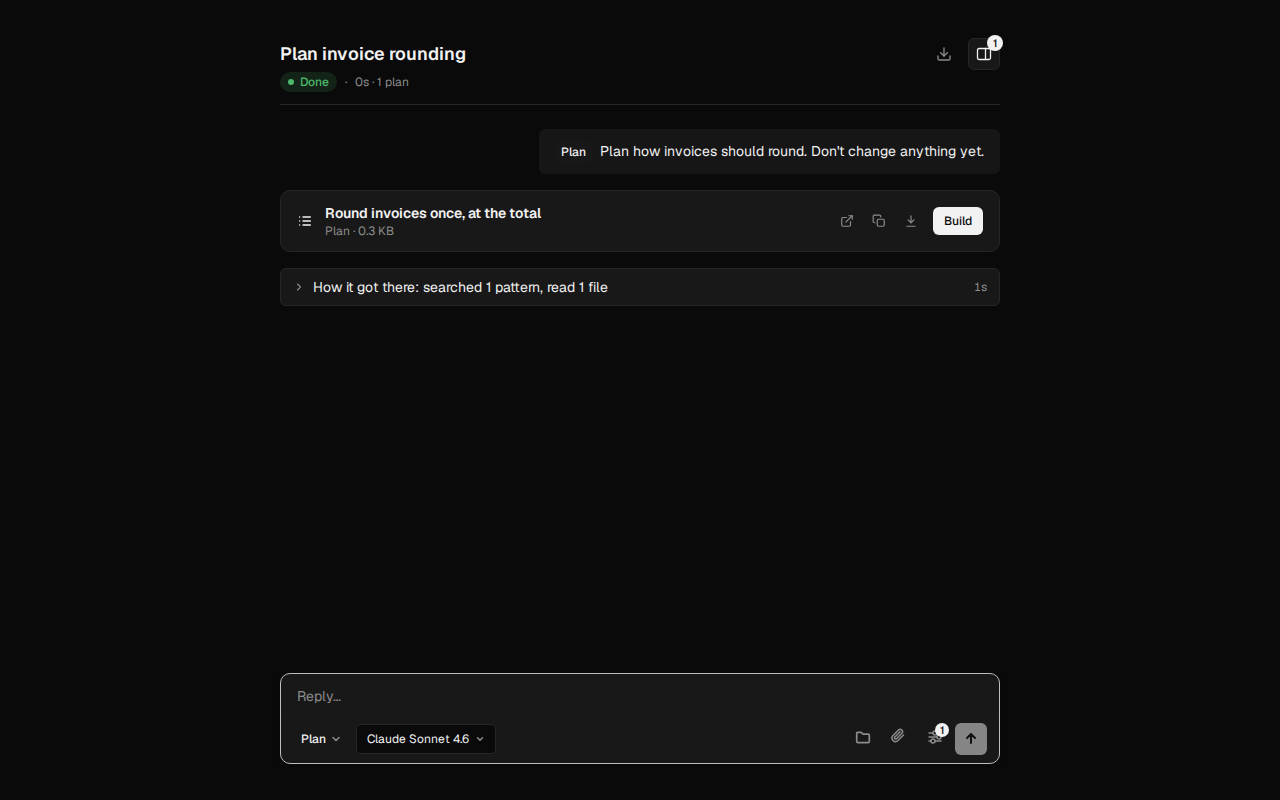 Plan invoice rounding
1
Done · 0s · 1 plan
Plan Plan how invoices should round. Don't change anything yet.
Round invoices once, at the total
Plan · 0.3 KB
Build
How it got there: searched 1 pattern, read 1 file 1s
Reply...
Plan Claude Sonnet 4.6 1